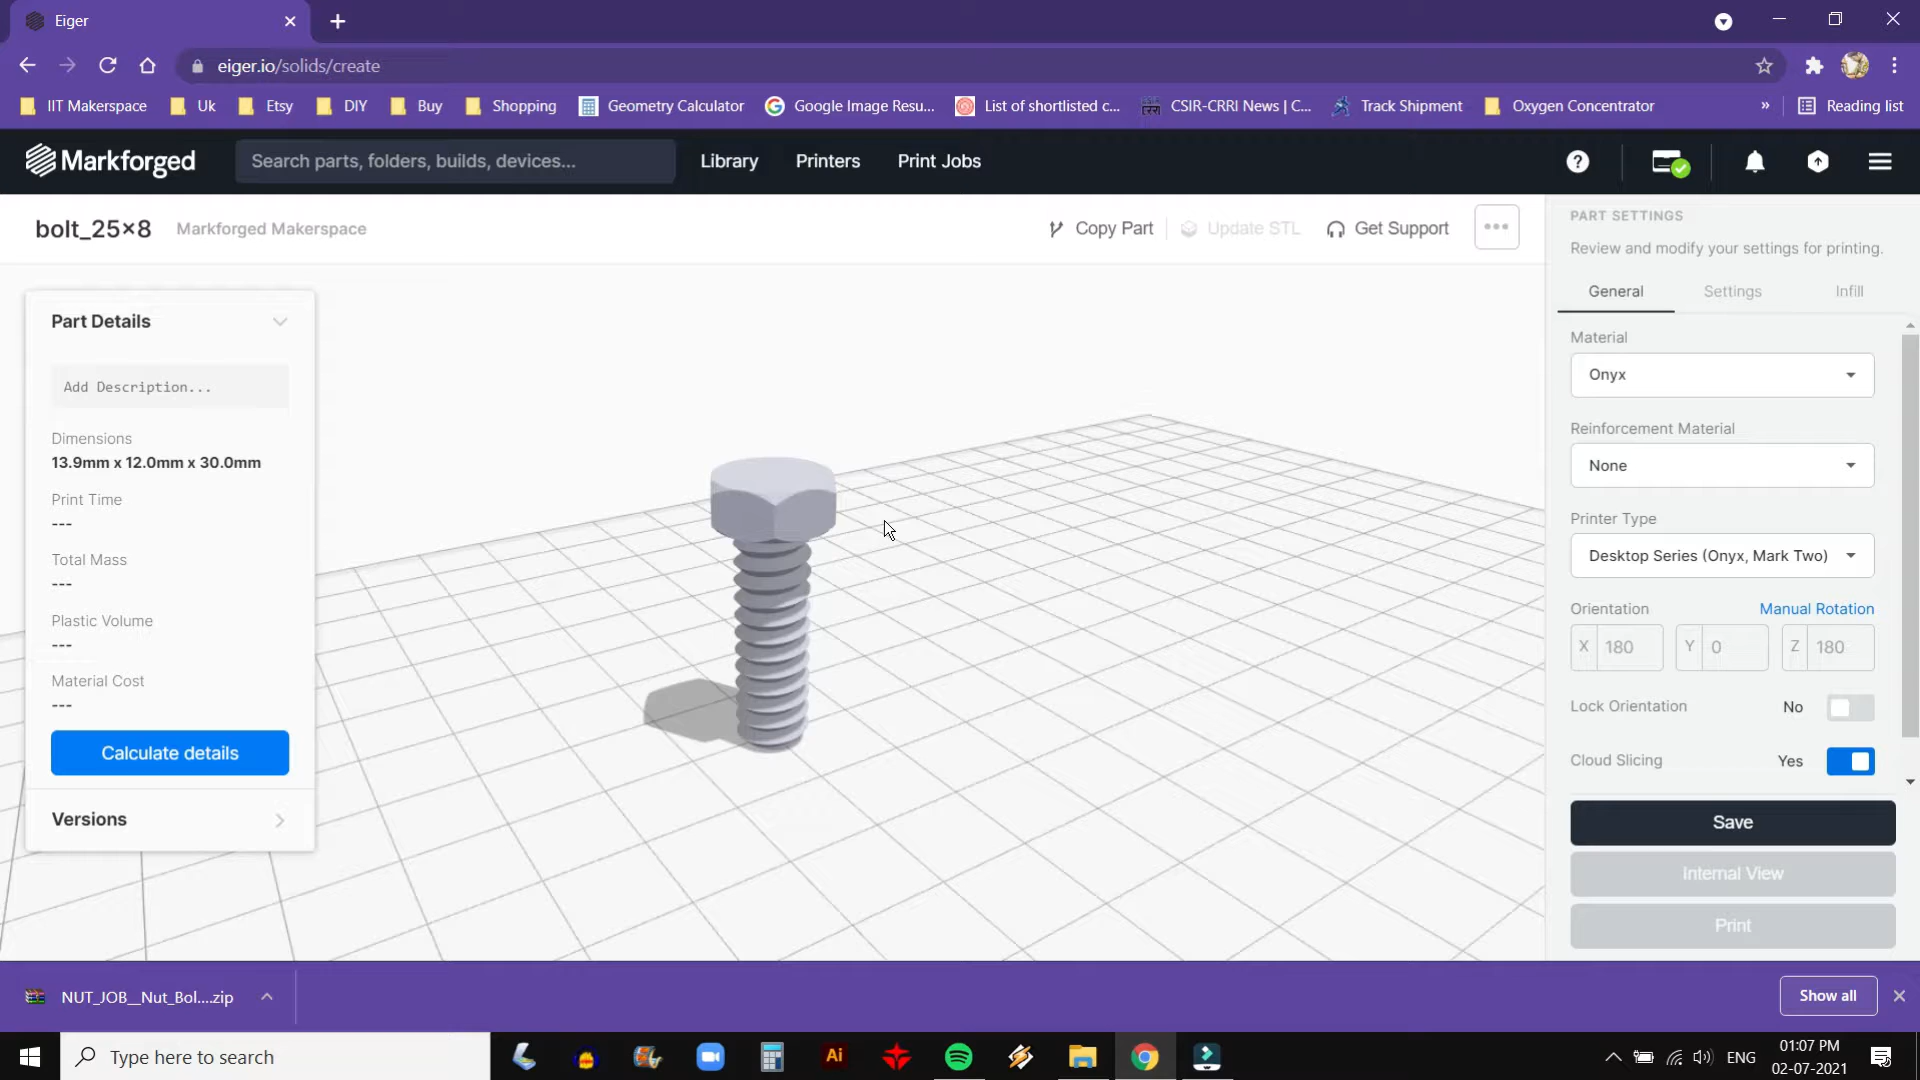 Eiger
eiger.io/solids/create
IIT Makerspace
Uk
Etsy
DIY
Buy
Shopping
Geometry Calculator
Google Image Resu...
List of shortlisted c...
CSIR-CRRI News | C...
Track Shipment
Oxygen Concentrator
»
Reading list
Markforged
Search parts, folders, builds, devices...
Library
Printers
Print Jobs
bolt_25×8
Markforged Makerspace
Copy Part
Update STL
Get Support
Part Details
Add Description...
Dimensions
13.9mm x 12.0mm x 30.0mm
Print Time
---
Total Mass
---
Plastic Volume
---
Material Cost
---
Calculate details
Versions
PART SETTINGS
Review and modify your settings for printing.
General
Settings
Infill
Material
Onyx
Reinforcement Material
None
Printer Type
Desktop Series (Onyx, Mark Two)
Orientation
Manual Rotation
X 180
Y 0
Z 180
Lock Orientation
No
Cloud Slicing
Yes
Save
Internal View
Print
NUT_JOB__Nut_Bol....zip
Show all
Type here to search
Ai
ENG
01:07 PM
02-07-2021